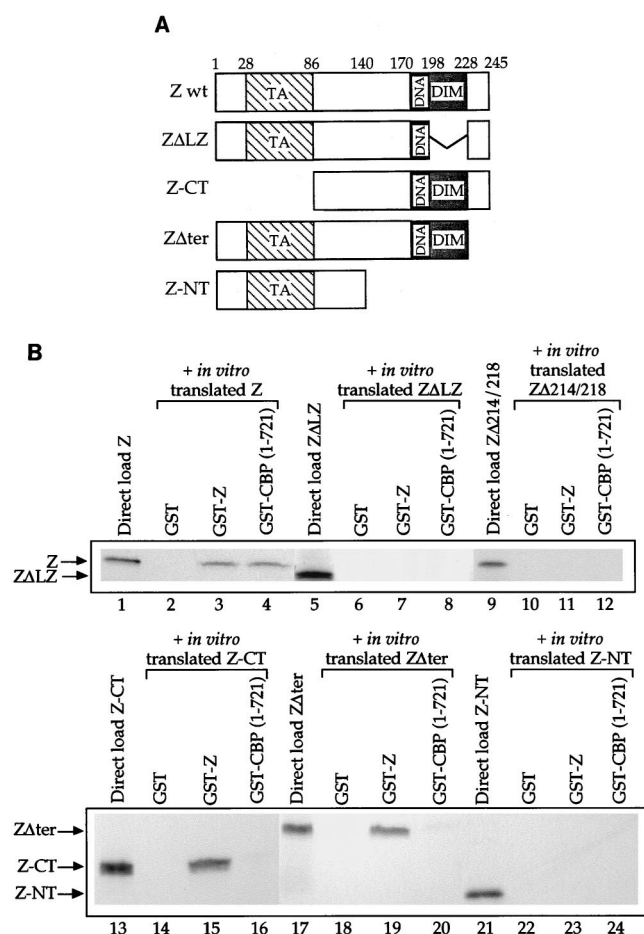 A
1 28 86 140 170 198 228 245
Z wt TA DNA DIM
ZΔLZ TA DNA
Z-CT DNA DIM
ZΔter TA DNA DIM
Z-NT TA
B
+ in vitro translated Z
+ in vitro translated ZΔLZ
+ in vitro translated ZΔ214/218
Direct load Z
GST
GST-Z
GST-CBP (1-721)
Direct load ZΔLZ
GST
GST-Z
GST-CBP (1-721)
Direct load ZΔ214/218
GST
GST-Z
GST-CBP (1-721)
Z
ZΔLZ
1 2 3 4 5 6 7 8 9 10 11 12
+ in vitro translated Z-CT
+ in vitro translated ZΔter
+ in vitro translated Z-NT
Direct load Z-CT
GST
GST-Z
GST-CBP (1-721)
Direct load ZΔter
GST
GST-Z
GST-CBP (1-721)
Direct load Z-NT
GST
GST-Z
GST-CBP (1-721)
ZΔter
Z-CT
Z-NT
13 14 15 16 17 18 19 20 21 22 23 24